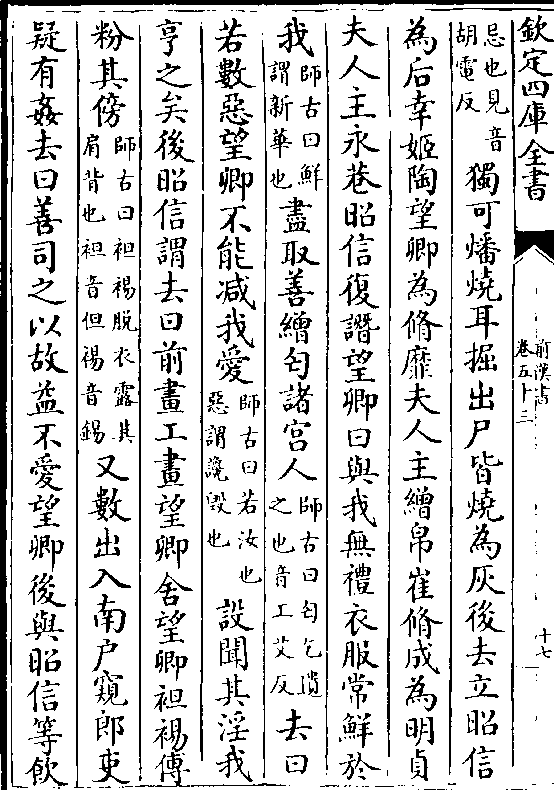 欽定四庫全書
前漢書
卷五十三
十七
忌也見音胡電反獨可燔燒耳掘出尸皆燒為灰後去立昭信
為后幸姬陶望卿為脩靡夫人主繒帛崔脩成為明貞
夫人主永巷昭信復譖望卿曰與我無禮衣服常鮮於
我師古曰鮮謂新華也盡取善繒匄諸宮人師古曰匄乞遺之也音工艾反去曰
若數惡望卿不能减我愛師古曰若汝也惡謂讒毁也設聞其淫我
亨之矣後昭信謂去曰前畫工畫望卿舍望卿袒裼傅
粉其傍師古曰袒裼脱衣露其肩背也袒音但裼音錫又數出入南户窺郎吏
疑有姦去曰善司之以故益不愛望卿後與昭信等飲